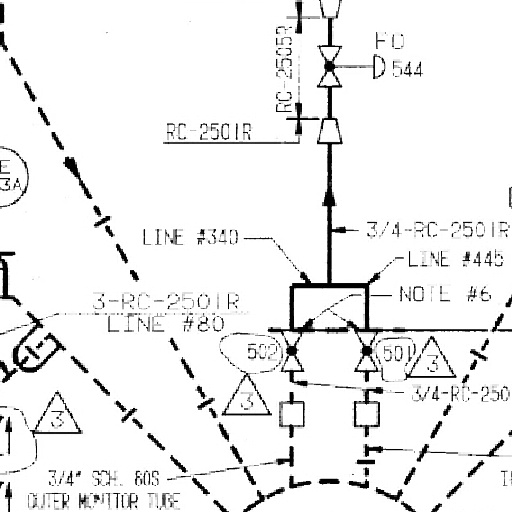 FO
544
RC-2505R
RC-2501R
E
3A
3/4-RC-2501R
LINE #340
LINE #445
3-RC-2501R
LINE #80
NOTE #6
502
501
3
3
3
3/4-RC-250
3/4" SCH. 80S
OUTER MONITOR TUBE